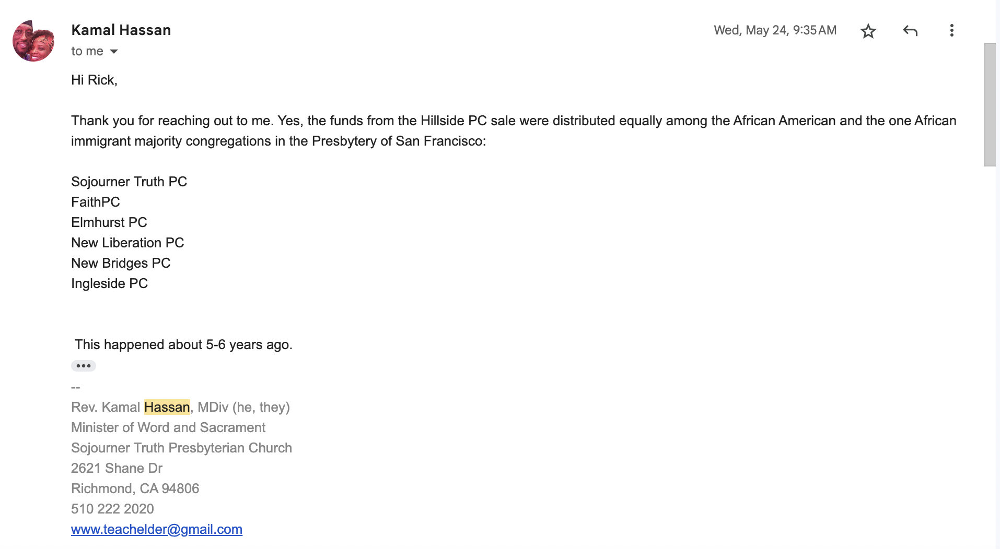 Kamal Hassan
Wed, May 24, 9:35 AM
to me
Hi Rick,
Thank you for reaching out to me. Yes, the funds from the Hillside PC sale were distributed equally among the African American and the one African
immigrant majority congregations in the Presbytery of San Francisco:
Sojourner Truth PC
FaithPC
Elmhurst PC
New Liberation PC
New Bridges PC
Ingleside PC
This happened about 5-6 years ago.
--
Rev. Kamal Hassan, MDiv (he, they)
Minister of Word and Sacrament
Sojourner Truth Presbyterian Church
2621 Shane Dr
Richmond, CA 94806
510 222 2020
www.teachelder@gmail.com